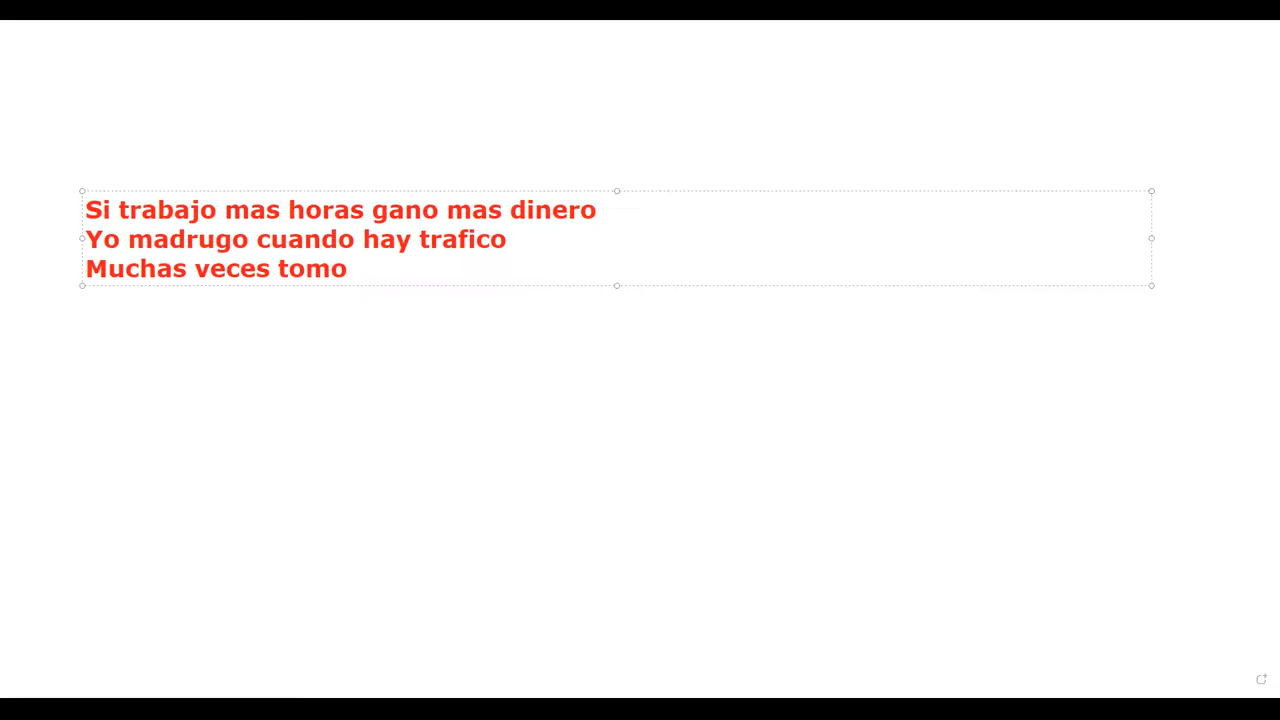 Si trabajo mas horas gano mas dinero
Yo madrugo cuando hay trafico
Muchas veces tomo